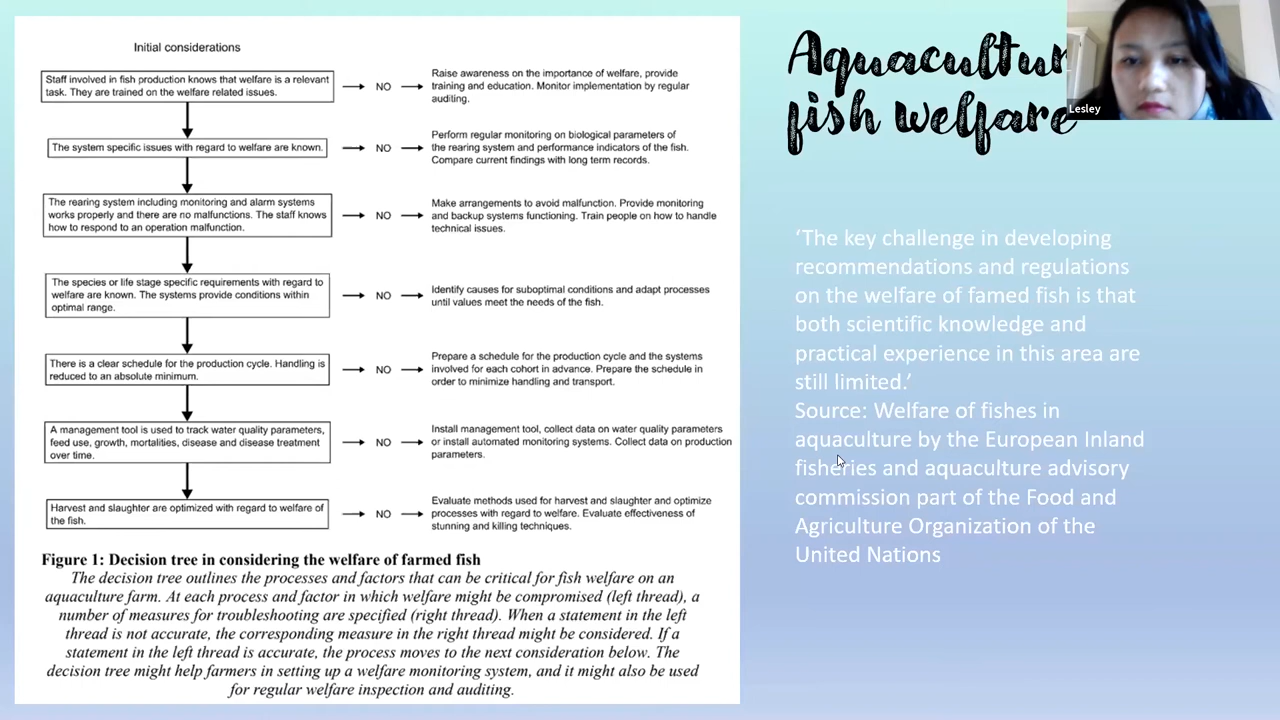 Initial considerations
Staff involved in fish production knows that welfare is a relevant
task. They are trained on the welfare related issues.
NO
Raise awareness on the importance of welfare, provide
training and education. Monitor implementation by regular
auditing.
The system specific issues with regard to welfare are known.
NO
Perform regular monitoring on biological parameters of
the rearing system and performance indicators of the fish.
Compare current findings with long term records.
The rearing system including monitoring and alarm systems
works properly and there are no malfunctions. The staff knows
how to respond to an operation malfunction.
NO
Make arrangements to avoid malfunction. Provide monitoring
and backup systems functioning. Train people on how to handle
technical issues.
The species or life stage specific requirements with regard to
welfare are known. The systems provide conditions within
optimal range.
NO
Identify causes for suboptimal conditions and adapt processes
until values meet the needs of the fish.
There is a clear schedule for the production cycle. Handling is
reduced to an absolute minimum.
NO
Prepare a schedule for the production cycle and the systems
involved for each cohort in advance. Prepare the schedule in
order to minimize handling and transport.
A management tool is used to track water quality parameters,
feed use, growth, mortalities, disease and disease treatment
over time.
NO
Install management tool, collect data on water quality parameters
or install automated monitoring systems. Collect data on production
parameters.
Harvest and slaughter are optimized with regard to welfare of
the fish.
NO
Evaluate methods used for harvest and slaughter and optimize
processes with regard to welfare. Evaluate effectiveness of
stunning and killing techniques.
Figure 1: Decision tree in considering the welfare of farmed fish
The decision tree outlines the processes and factors that can be critical for fish welfare on an
aquaculture farm. At each process and factor in which welfare might be compromised (left thread), a
number of measures for troubleshooting are specified (right thread). When a statement in the left
thread is not accurate, the corresponding measure in the right thread might be considered. If a
statement in the left thread is accurate, the process moves to the next consideration below. The
decision tree might help farmers in setting up a welfare monitoring system, and it might also be used
for regular welfare inspection and auditing.
Aquacultur
fish welfare
Lesley
‘The key challenge in developing
recommendations and regulations
on the welfare of famed fish is that
both scientific knowledge and
practical experience in this area are
still limited.’
Source: Welfare of fishes in
aquaculture by the European Inland
fisheries and aquaculture advisory
commission part of the Food and
Agriculture Organization of the
United Nations